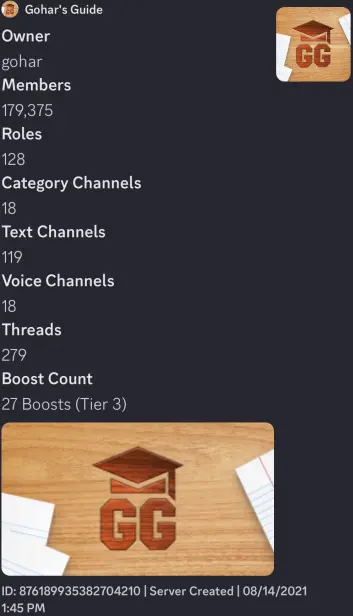 Gohar's Guide
GG
Owner
gohar
Members
179,375
Roles
128
Category Channels
18
Text Channels
119
Voice Channels
18
Threads
279
Boost Count
27 Boosts (Tier 3)
GG
ID: 876189935382704210 | Server Created | 08/14/2021
1:45 PM